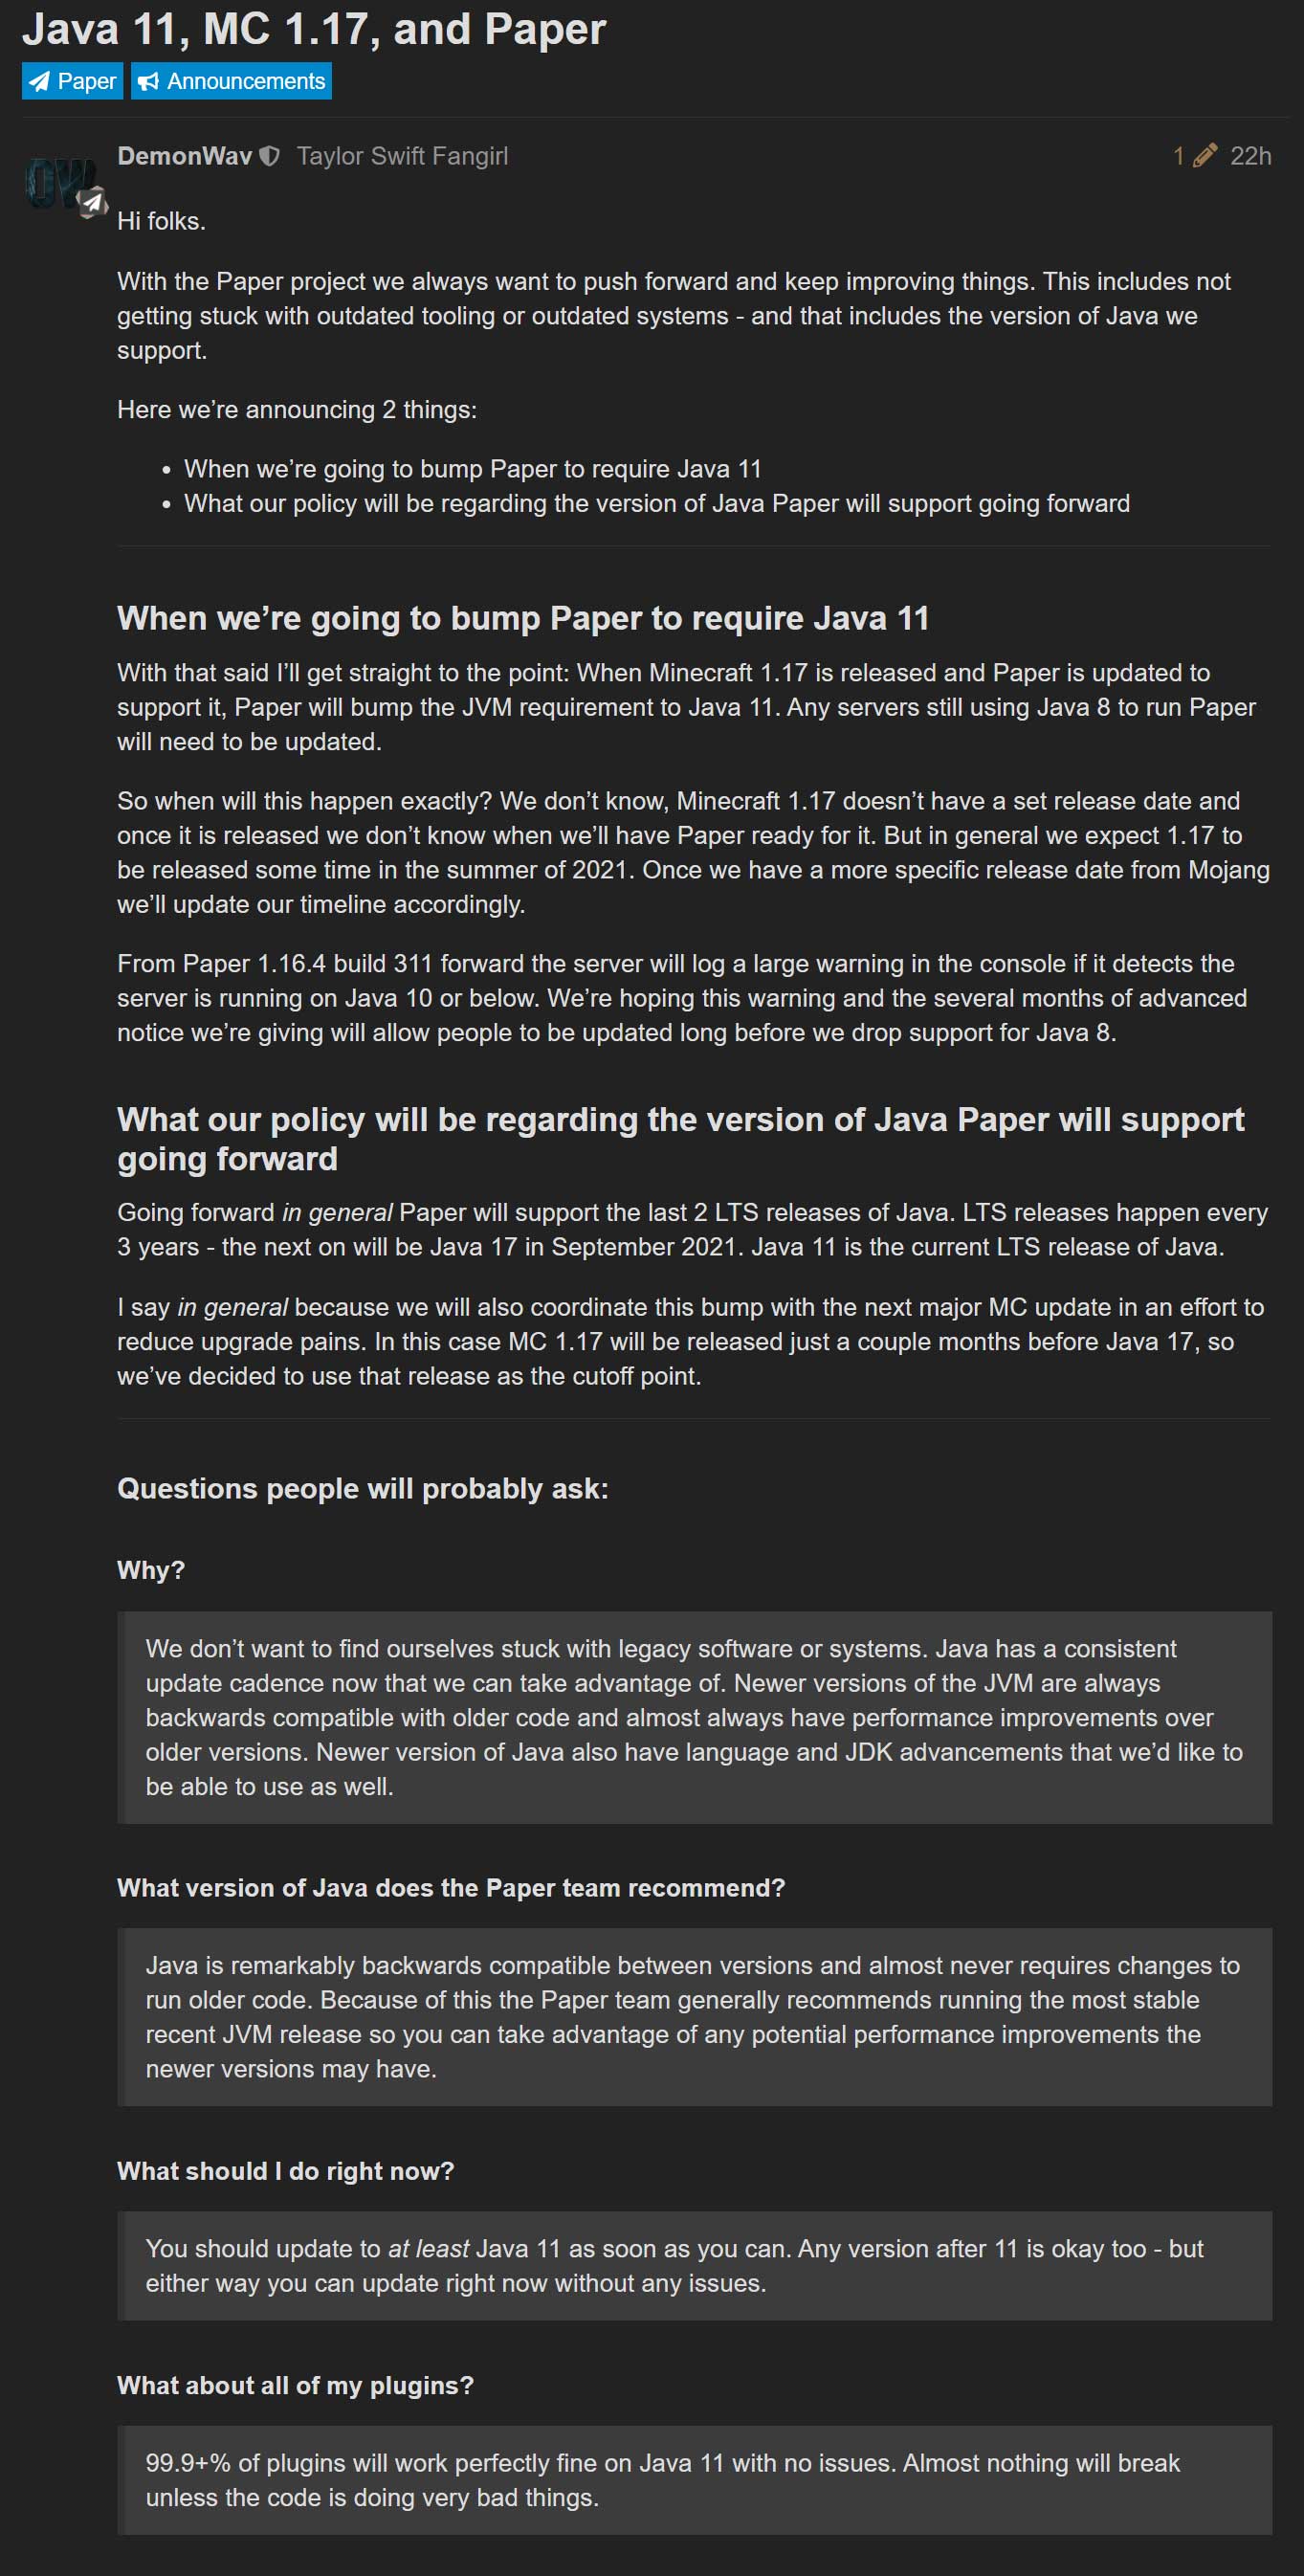 Java 11, MC 1.17, and Paper
Paper Announcements
DemonWav Taylor Swift Fangirl 1 22h
Hi folks.
With the Paper project we always want to push forward and keep improving things. This includes not
getting stuck with outdated tooling or outdated systems - and that includes the version of Java we
support.
Here we’re announcing 2 things:
• When we’re going to bump Paper to require Java 11
• What our policy will be regarding the version of Java Paper will support going forward
When we’re going to bump Paper to require Java 11
With that said I’ll get straight to the point: When Minecraft 1.17 is released and Paper is updated to
support it, Paper will bump the JVM requirement to Java 11. Any servers still using Java 8 to run Paper
will need to be updated.
So when will this happen exactly? We don’t know, Minecraft 1.17 doesn’t have a set release date and
once it is released we don’t know when we’ll have Paper ready for it. But in general we expect 1.17 to
be released some time in the summer of 2021. Once we have a more specific release date from Mojang
we’ll update our timeline accordingly.
From Paper 1.16.4 build 311 forward the server will log a large warning in the console if it detects the
server is running on Java 10 or below. We’re hoping this warning and the several months of advanced
notice we’re giving will allow people to be updated long before we drop support for Java 8.
What our policy will be regarding the version of Java Paper will support
going forward
Going forward in general Paper will support the last 2 LTS releases of Java. LTS releases happen every
3 years - the next on will be Java 17 in September 2021. Java 11 is the current LTS release of Java.
I say in general because we will also coordinate this bump with the next major MC update in an effort to
reduce upgrade pains. In this case MC 1.17 will be released just a couple months before Java 17, so
we’ve decided to use that release as the cutoff point.
Questions people will probably ask:
Why?
We don’t want to find ourselves stuck with legacy software or systems. Java has a consistent
update cadence now that we can take advantage of. Newer versions of the JVM are always
backwards compatible with older code and almost always have performance improvements over
older versions. Newer version of Java also have language and JDK advancements that we’d like to
be able to use as well.
What version of Java does the Paper team recommend?
Java is remarkably backwards compatible between versions and almost never requires changes to
run older code. Because of this the Paper team generally recommends running the most stable
recent JVM release so you can take advantage of any potential performance improvements the
newer versions may have.
What should I do right now?
You should update to at least Java 11 as soon as you can. Any version after 11 is okay too - but
either way you can update right now without any issues.
What about all of my plugins?
99.9+% of plugins will work perfectly fine on Java 11 with no issues. Almost nothing will break
unless the code is doing very bad things.